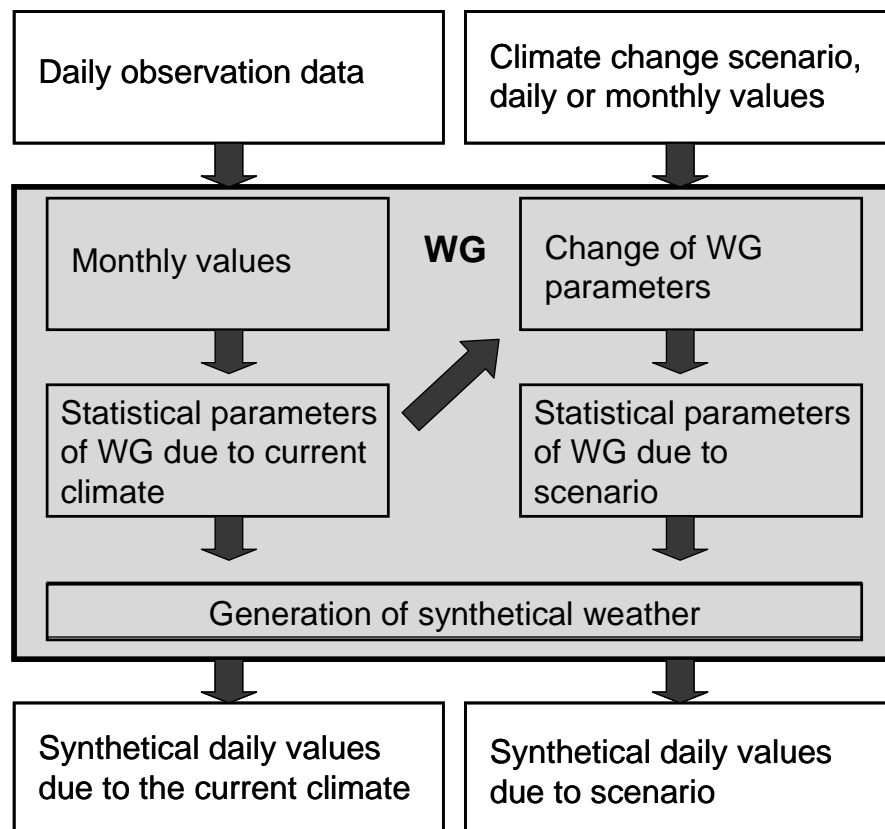 Daily observation data
Climate change scenario,
daily or monthly values
Monthly values
WG
Change of WG
parameters
Statistical parameters
of WG due to current
climate
Statistical parameters
of WG due to
scenario
Generation of synthetical weather
Synthetical daily values
due to the current climate
Synthetical daily values
due to scenario